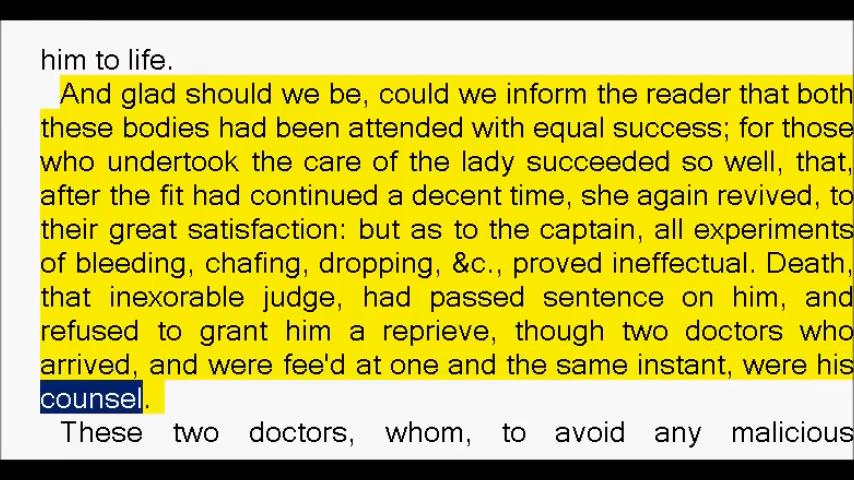 him to life.
And glad should we be, could we inform the reader that both
these bodies had been attended with equal success; for those
who undertook the care of the lady succeeded so well, that,
after the fit had continued a decent time, she again revived, to
their great satisfaction: but as to the captain, all experiments
of bleeding, chafing, dropping, &c., proved ineffectual. Death,
that inexorable judge, had passed sentence on him, and
refused to grant him a reprieve, though two doctors who
arrived, and were fee'd at one and the same instant, were his
counsel.
These two doctors, whom, to avoid any malicious